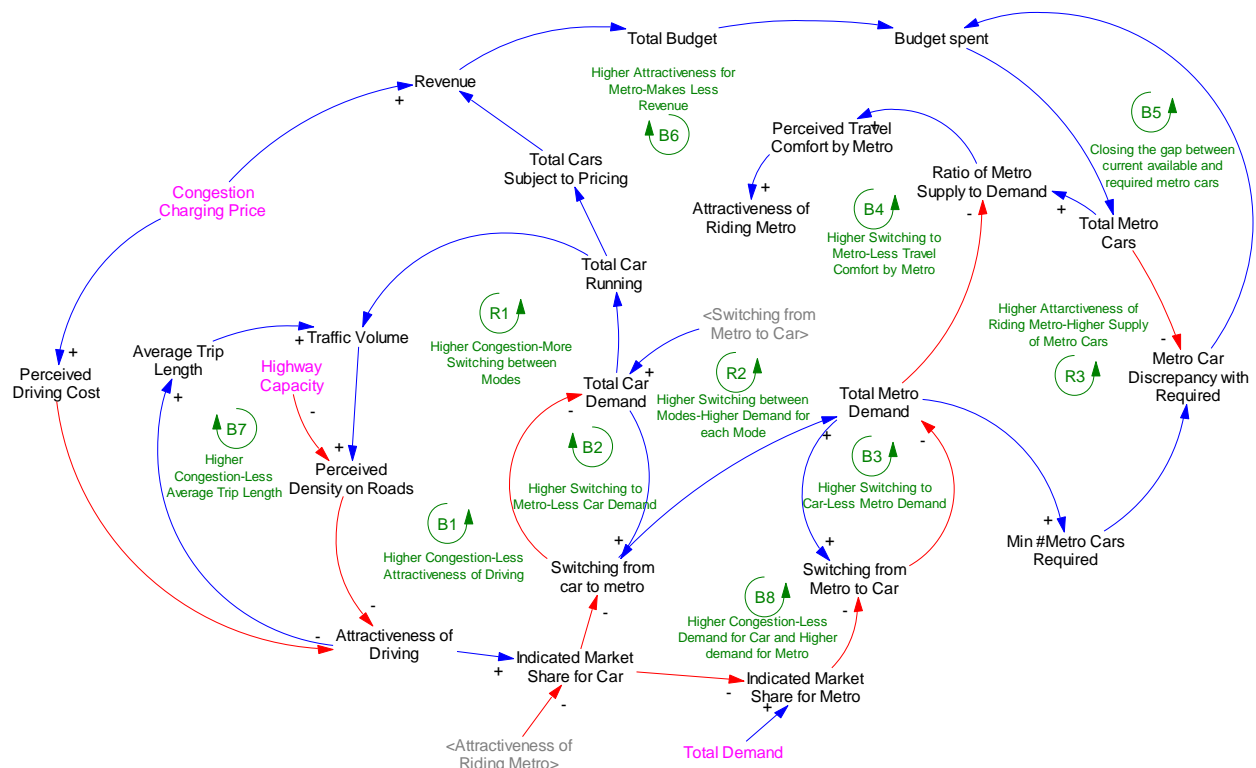 Total Budget
Budget spent
Revenue
+
Higher Attractiveness for
Metro-Makes Less
Revenue
B6
B5
Closing the gap between
current available and
required metro cars
Perceived Travel
Comfort by Metro
+
+
Attractiveness of
Riding Metro
Ratio of Metro
Supply to Demand
-
+
B4
Higher Switching to
Metro-Less Travel
Comfort by Metro
Total Metro
Cars
Total Cars
Subject to Pricing
Congestion
Charging Price
Total Car
Running
R1
Higher Congestion-More
Switching between
Modes
<Switching from
Metro to Car>
Higher Attarctiveness of
Riding Metro-Higher Supply
of Metro Cars
R3
-
Metro Car
Discrepancy with
Required
+
Perceived
Driving Cost
Average Trip
Length
+
+
Traffic Volume
Highway
Capacity
-
+
Perceived
Density on Roads
B7
Higher
Congestion-Less
Average Trip Length
Total Car
Demand
+
-
R2
Higher Switching between
Modes-Higher Demand for
each Mode
Total Metro
Demand
+
-
B2
Higher Switching to
Metro-Less Car Demand
B3
Higher Switching to
Car-Less Metro Demand
B1
Higher Congestion-Less
Attractiveness of Driving
+
Switching from
car to metro
-
+
Switching from
Metro to Car
-
+
Min #Metro Cars
Required
B8
Higher Congestion-Less
Demand for Car and Higher
demand for Metro
-
-
Attractiveness of
Driving
+
Indicated Market
Share for Car
-
-
+
Indicated Market
Share for Metro
<Attractiveness of
Riding Metro>
Total Demand